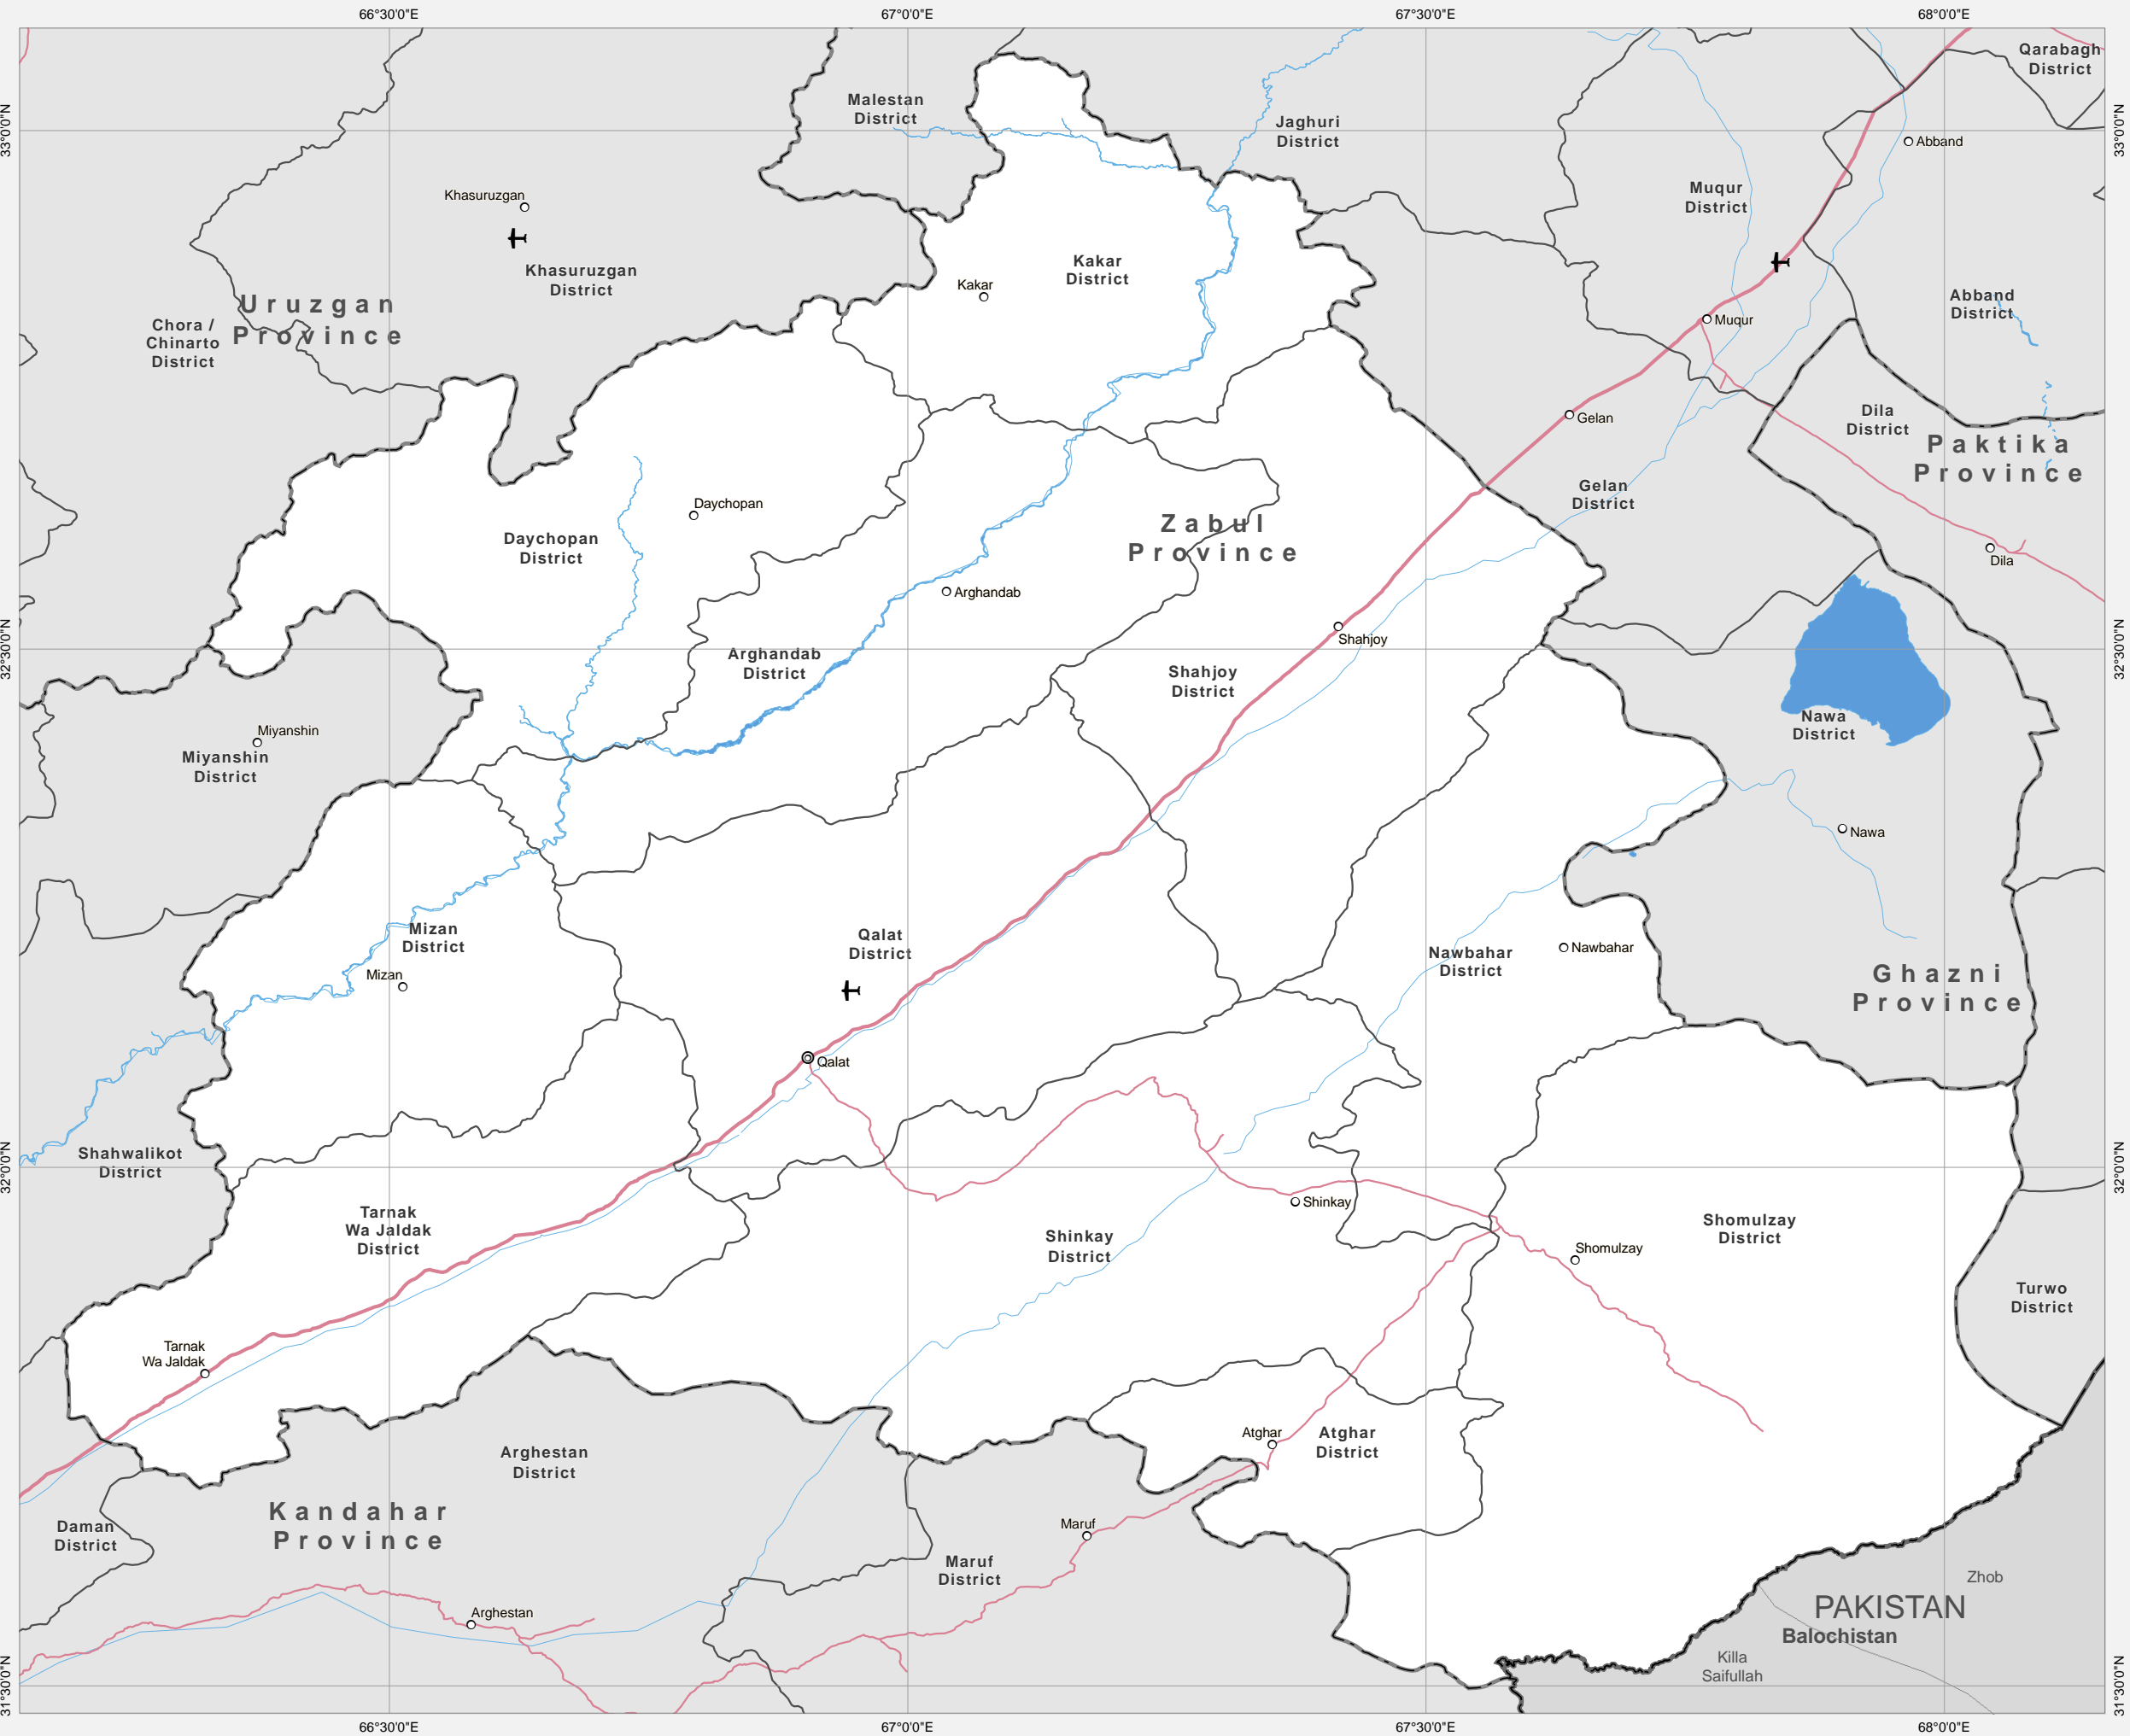 66°30'0"E
67°0'0"E
67°30'0"E
68°0'0"E
Qarabagh
District
Malestan
District
Jaghuri
District
33°0'0"N
33°0'0"N
Abband
Khasuruzgan
Muqur
District
Khasuruzgan
District
Kakar
District
Kakar
Uruzgan
Province
Chora /
Chinarto
District
Abband
District
Muqur
Gelan
Dila
District
Paktika
Province
Daychopan
Gelan
District
Zabul
Province
Daychopan
District
Dila
Arghandab
Shahjoy
32°30'0"N
32°30'0"N
Arghandab
District
Shahjoy
District
Nawa
District
Miyanshin
Miyanshin
District
Nawa
Mizan
District
Qalat
District
Nawbahar
Nawbahar
District
Mizan
Ghazni
Province
Qalat
Shahwalikot
District
32°0'0"N
32°0'0"N
Shinkay
Tarnak
Wa Jaldak
District
Shinkay
District
Shomulzay
District
Shomulzay
Turwo
District
Tarnak
Wa Jaldak
Atghar
Atghar
District
Arghestan
District
Kandahar
Province
Daman
District
Maruf
Maruf
District
Zhob
PAKISTAN
Balochistan
Arghestan
Killa
Saifullah
31°30'0"N
31°30'0"N
66°30'0"E
67°0'0"E
67°30'0"E
68°0'0"E